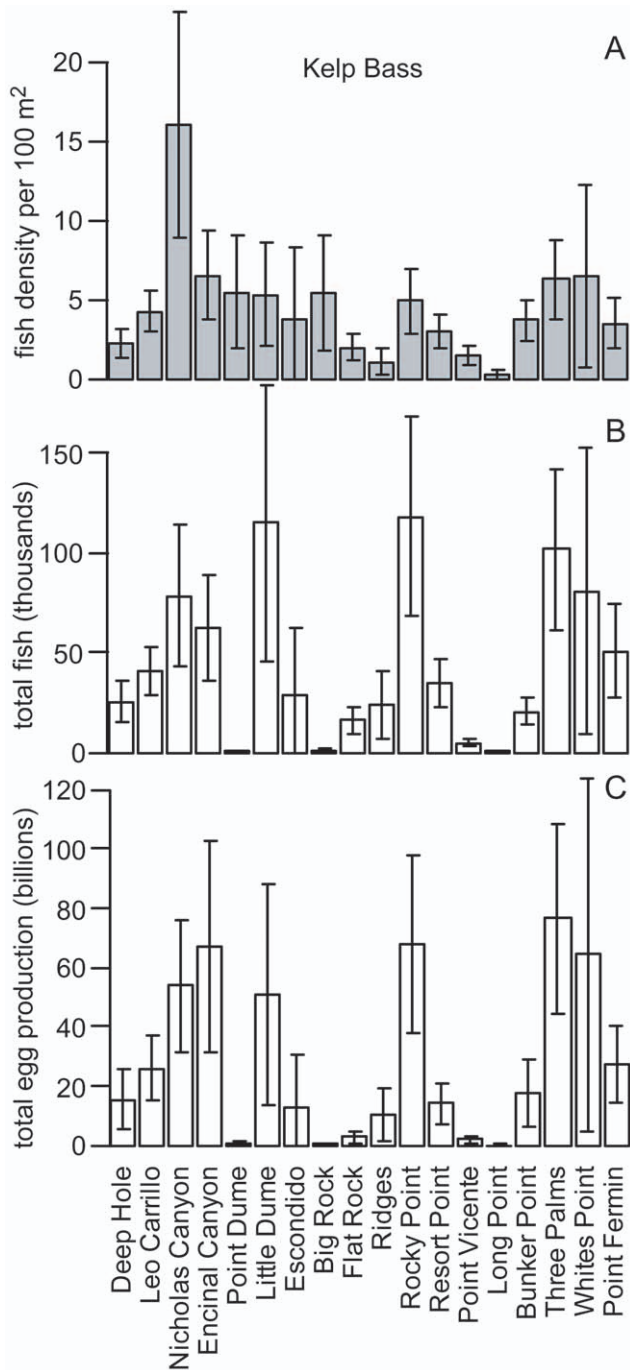 A
Kelp Bass
fish density per 100 m²
20
15
10
5
0
B
total fish (thousands)
150
100
50
0
C
total egg production (billions)
120
100
80
60
40
20
0
Deep Hole
Leo Carrillo
Nicholas Canyon
Encinal Canyon
Point Dume
Little Dume
Escondido
Big Rock
Flat Rock
Ridges
Rocky Point
Resort Point
Point Vicente
Long Point
Bunker Point
Three Palms
Whites Point
Point Fermin